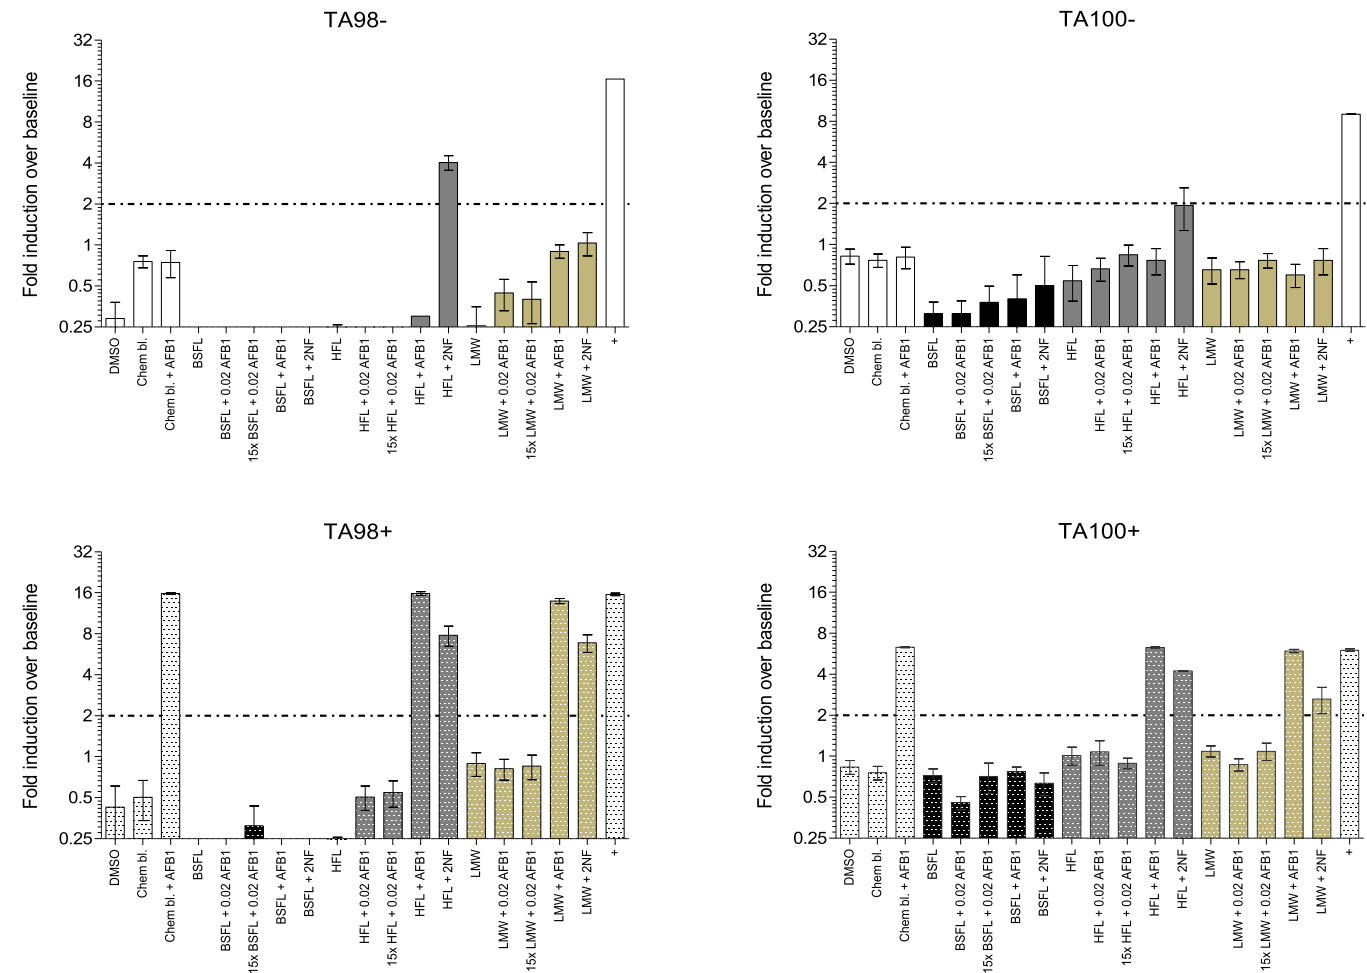 TA98-
Fold induction over baseline
32
16
8
4
2
1
0.5
0.25
DMSO
Chem bl.
Chem bl. + AFB1
BSFL
BSFL + 0.02 AFB1
15x BSFL + 0.02 AFB1
BSFL + AFB1
BSFL + 2NF
HFL
HFL + 0.02 AFB1
15x HFL + 0.02 AFB1
HFL + AFB1
HFL + 2NF
LMW
LMW + 0.02 AFB1
15x LMW + 0.02 AFB1
LMW + AFB1
LMW + 2NF
+
TA100-
Fold induction over baseline
32
16
8
4
2
1
0.5
0.25
DMSO
Chem bl.
Chem bl. + AFB1
BSFL
BSFL + 0.02 AFB1
15x BSFL + 0.02 AFB1
BSFL + AFB1
BSFL + 2NF
HFL
HFL + 0.02 AFB1
15x HFL + 0.02 AFB1
HFL + AFB1
HFL + 2NF
LMW
LMW + 0.02 AFB1
15x LMW + 0.02 AFB1
LMW + AFB1
LMW + 2NF
+
TA98+
Fold induction over baseline
32
16
8
4
2
1
0.5
0.25
DMSO
Chem bl.
Chem bl. + AFB1
BSFL
BSFL + 0.02 AFB1
15x BSFL + 0.02 AFB1
BSFL + AFB1
BSFL + 2NF
HFL
HFL + 0.02 AFB1
15x HFL + 0.02 AFB1
HFL + AFB1
HFL + 2NF
LMW
LMW + 0.02 AFB1
15x LMW + 0.02 AFB1
LMW + AFB1
LMW + 2NF
+
TA100+
Fold induction over baseline
32
16
8
4
2
1
0.5
0.25
DMSO
Chem bl.
Chem bl. + AFB1
BSFL
BSFL + 0.02 AFB1
15x BSFL + 0.02 AFB1
BSFL + AFB1
BSFL + 2NF
HFL
HFL + 0.02 AFB1
15x HFL + 0.02 AFB1
HFL + AFB1
HFL + 2NF
LMW
LMW + 0.02 AFB1
15x LMW + 0.02 AFB1
LMW + AFB1
LMW + 2NF
+